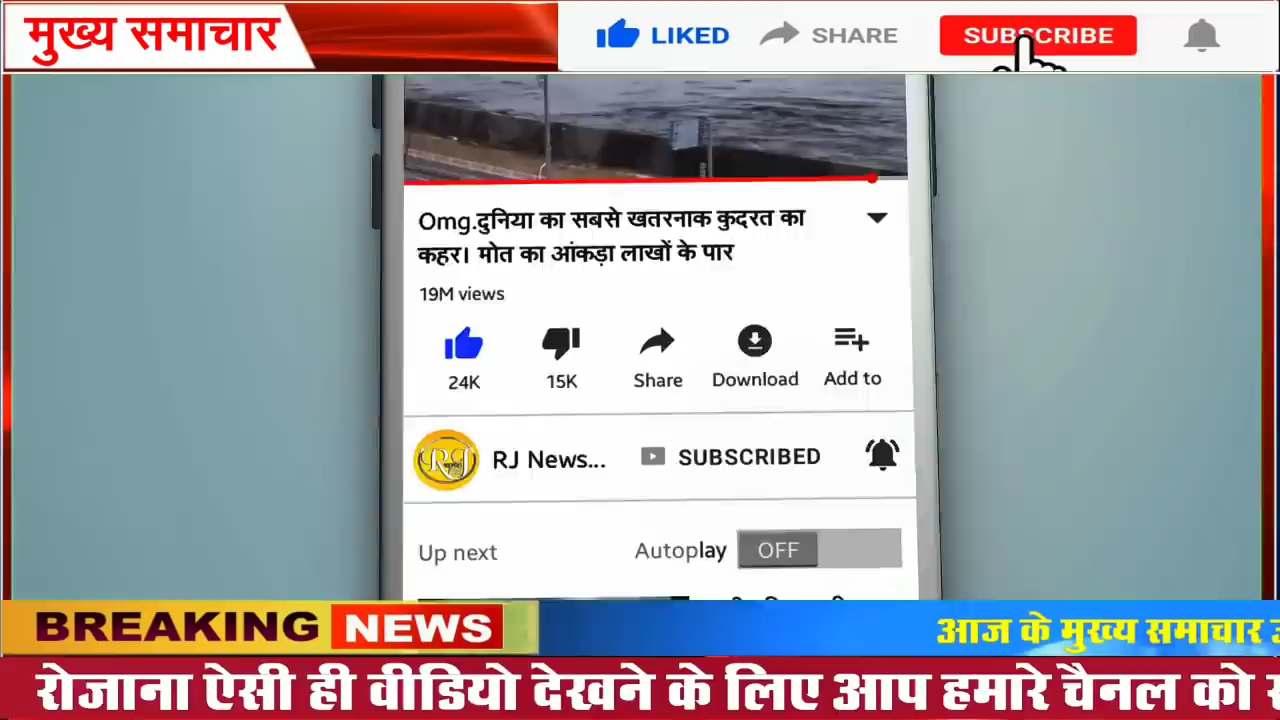 मुख्य समाचार
LIKED SHARE SUBSCRIBE
Omg.दुनिया का सबसे खतरनाक कुदरत का
कहर। मोत का आंकड़ा लाखों के पार
19M views
24K 15K Share Download Add to
RJ News... SUBSCRIBED
Up next Autoplay OFF
BREAKING NEWS
आज के मुख्य समाचार
रोजाना ऐसी ही वीडियो देखने के लिए आप हमारे चैनल को